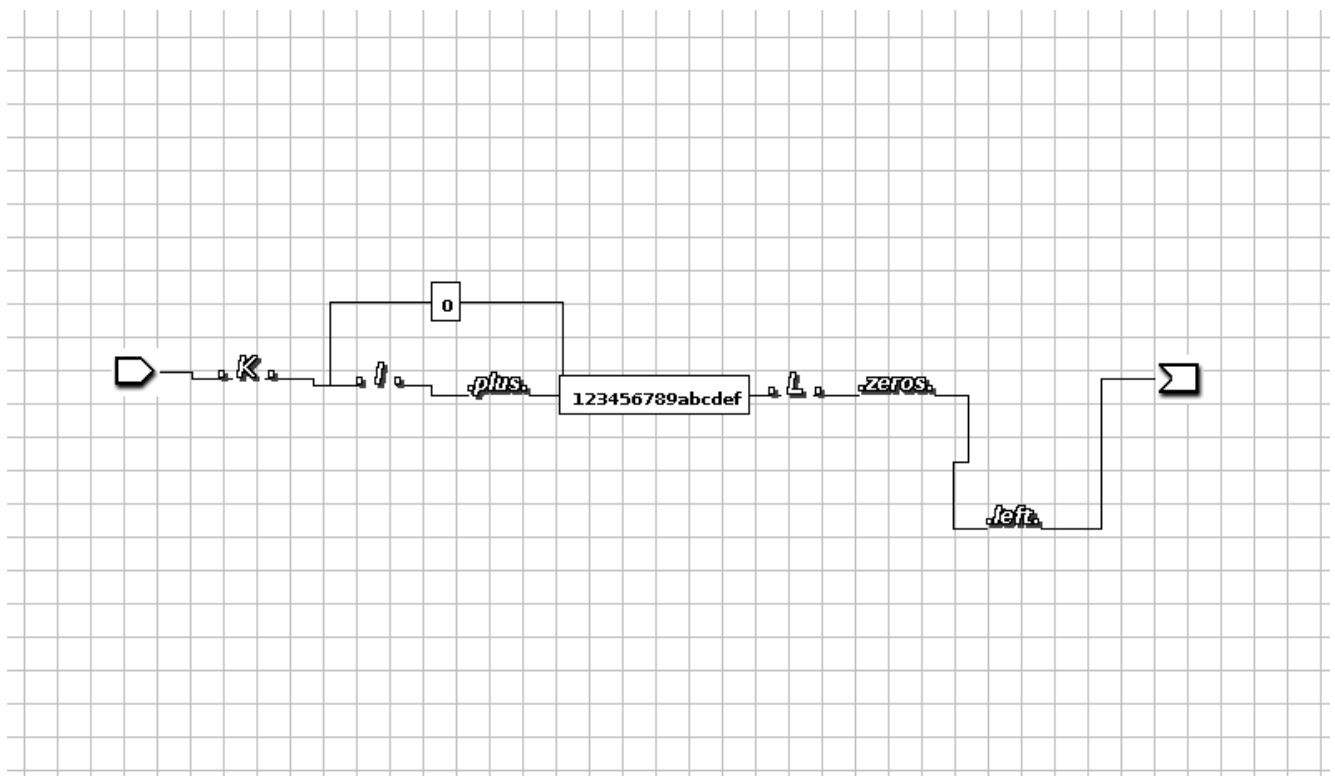 0
. K .
. I .
.plus.
123456789abcdef
. L .
.zeros.
.left.